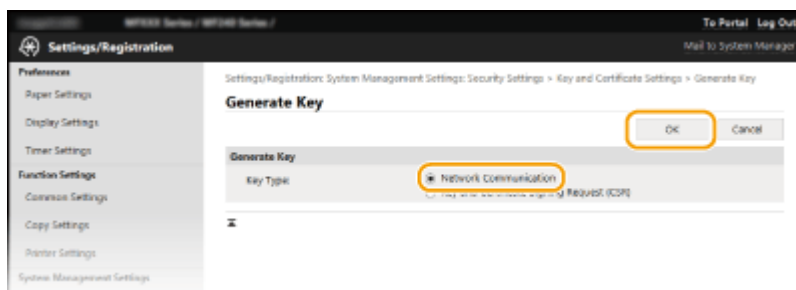 MF8XX Series / MF240 Series /
To Portal Log Out
Settings/Registration
Mail to System Manager
Preferences
Paper Settings
Display Settings
Timer Settings
Function Settings
Common Settings
Copy Settings
Printer Settings
System Management Settings
Settings/Registration: System Management Settings: Security Settings > Key and Certificate Settings > Generate Key
Generate Key
OK Cancel
Generate Key
Key Type: Network Communication
Key and Certificate Signing Request (CSR)